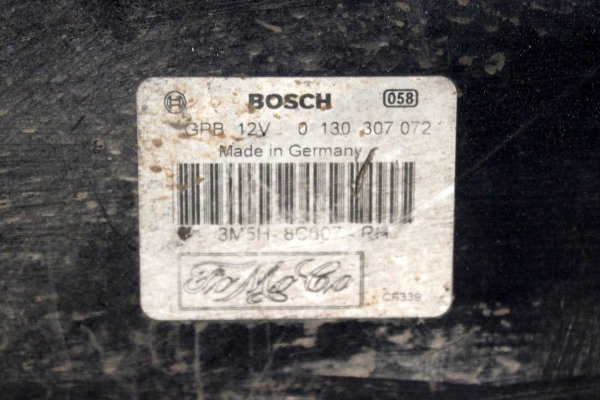 BOSCH 058
GPB 12V 0 130 307 072
Made in Germany
3M5H-8C607-RH
FoMoCo
CF339